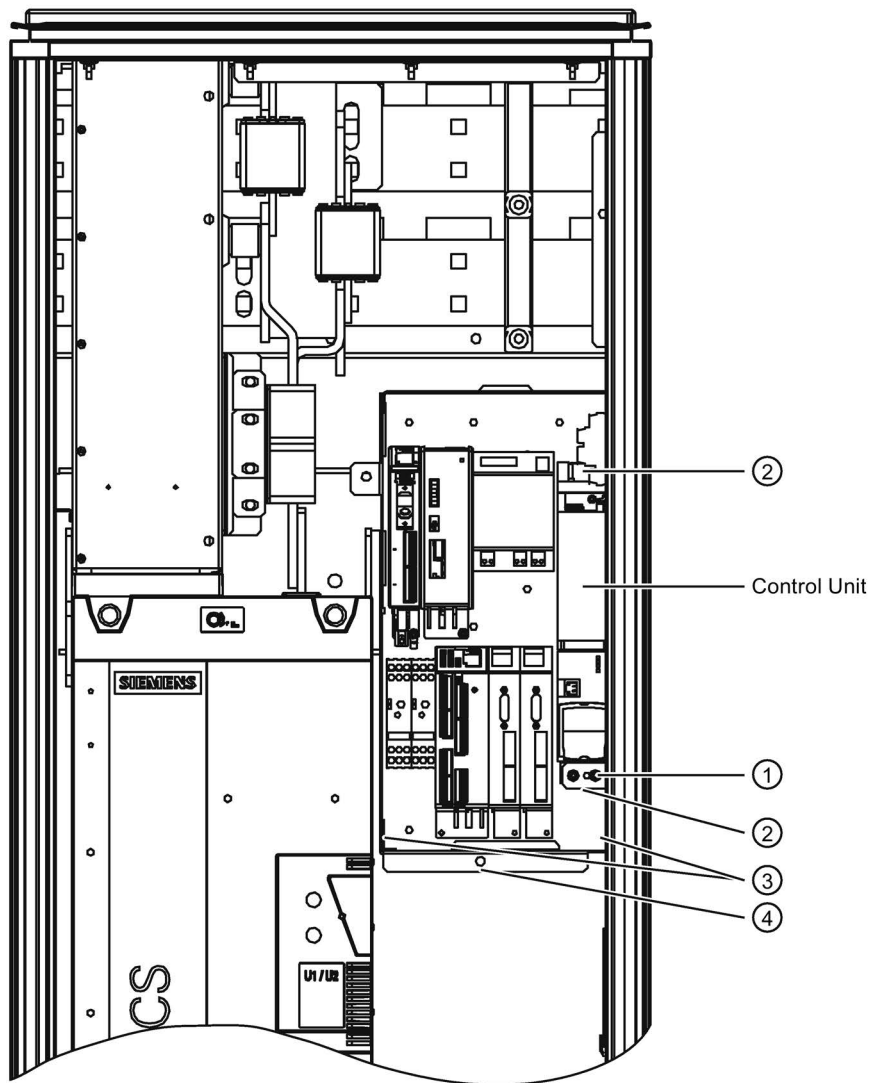 ②
Control Unit
SIEMENS
①
②
③
④
U1 / U2
CS